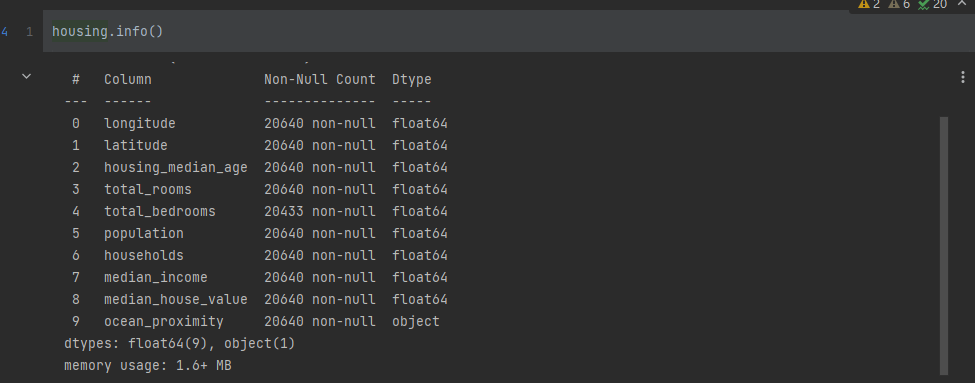 2 6 20
4 1 housing.info()
# Column Non-Null Count Dtype
--- ------ -------------- -----
0 longitude 20640 non-null float64
1 latitude 20640 non-null float64
2 housing_median_age 20640 non-null float64
3 total_rooms 20640 non-null float64
4 total_bedrooms 20433 non-null float64
5 population 20640 non-null float64
6 households 20640 non-null float64
7 median_income 20640 non-null float64
8 median_house_value 20640 non-null float64
9 ocean_proximity 20640 non-null object
dtypes: float64(9), object(1)
memory usage: 1.6+ MB